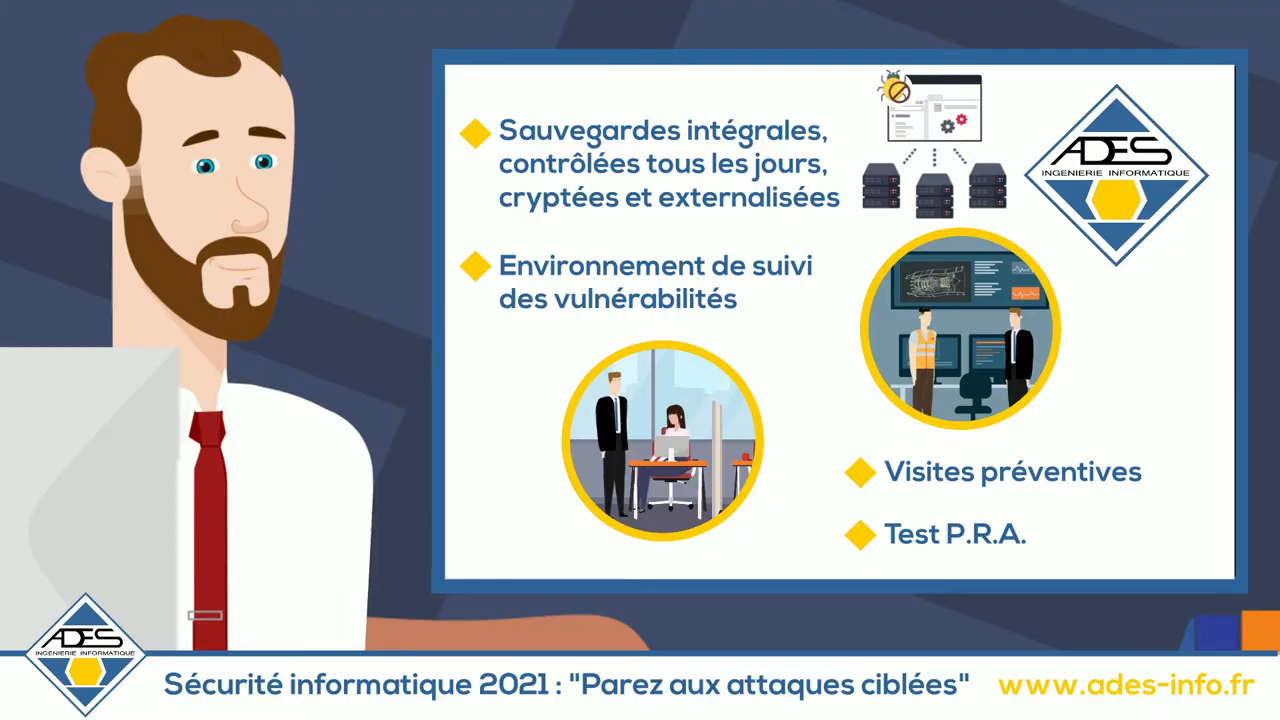 Sauvegardes intégrales,
contrôlées tous les jours,
cryptées et externalisées
Environnement de suivi
des vulnérabilités
ADES
INGENIERIE INFORMATIQUE
Visites préventives
Test P.R.A.
ADES
INGENIERIE INFORMATIQUE
Sécurité informatique 2021 : "Parez aux attaques ciblées"
www.ades-info.fr